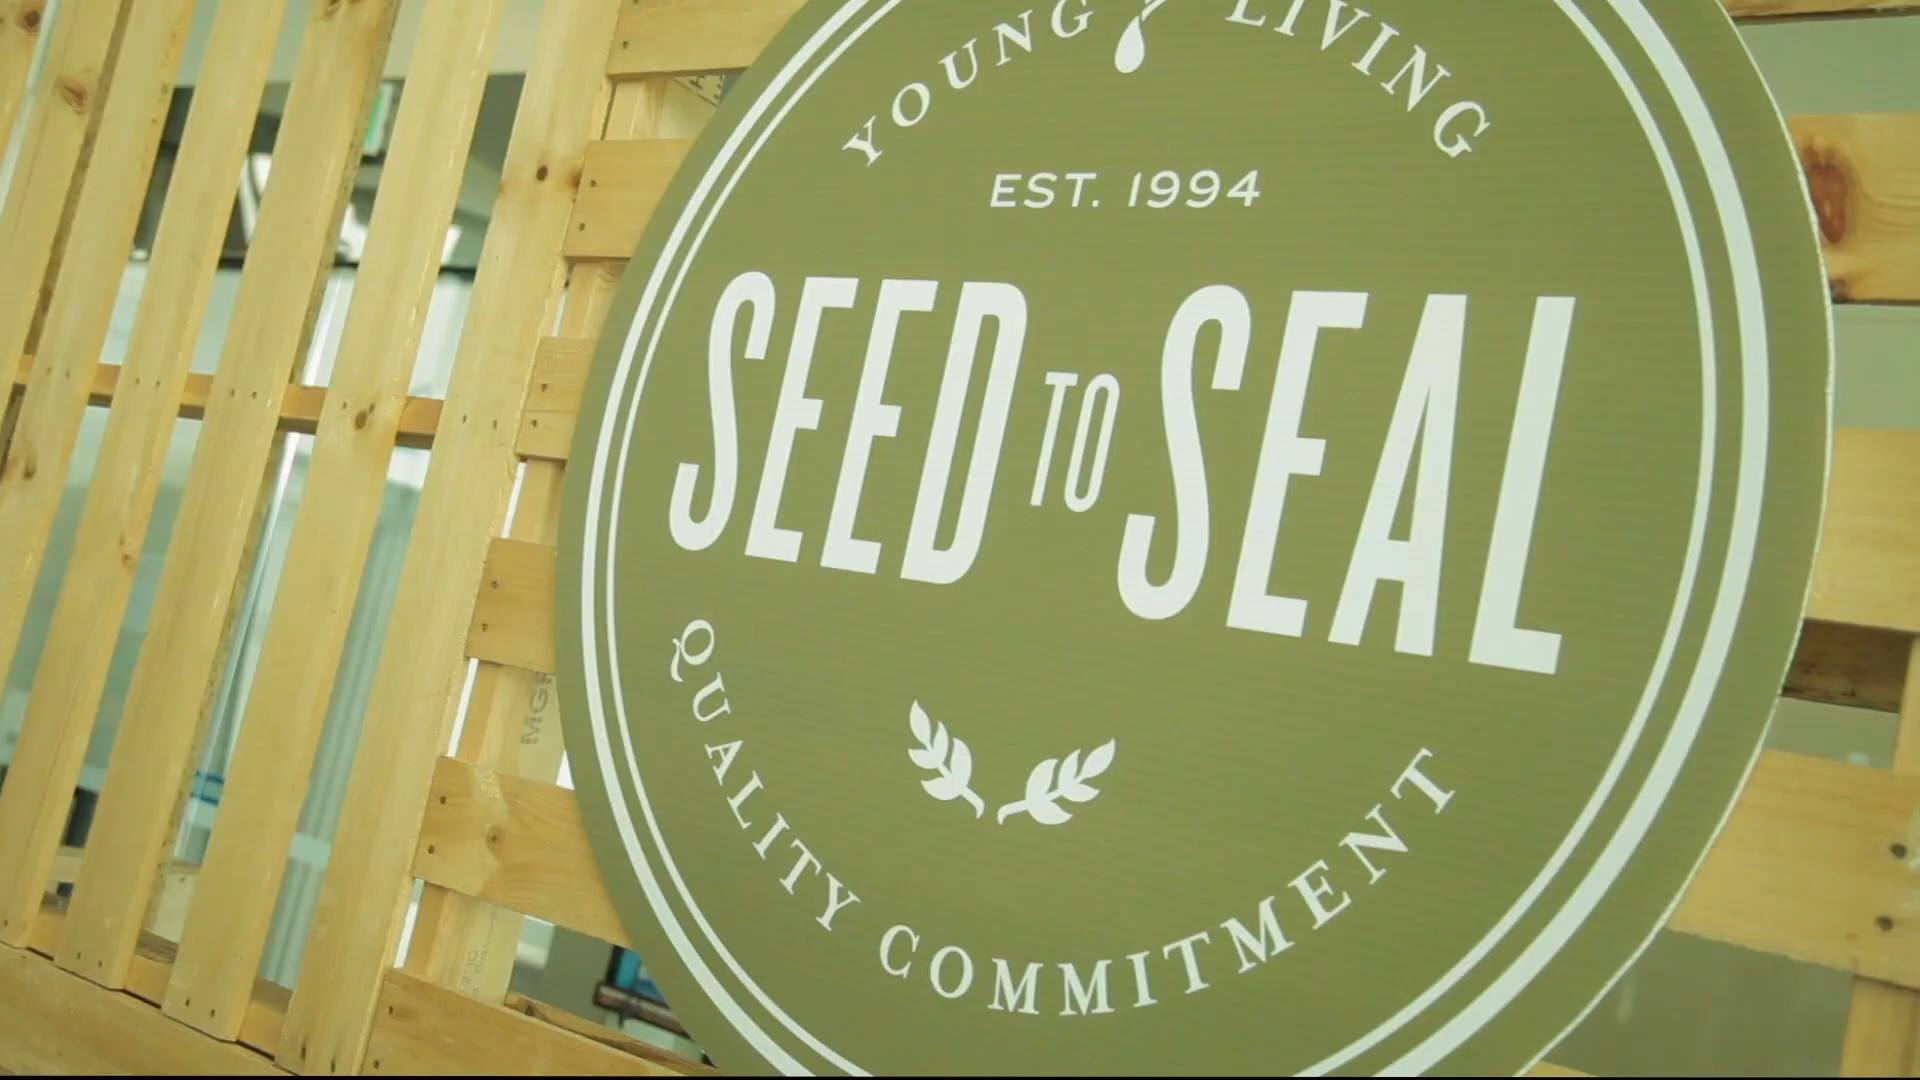 YOUNG LIVING
EST. 1994
SEED TO SEAL
QUALITY COMMITMENT